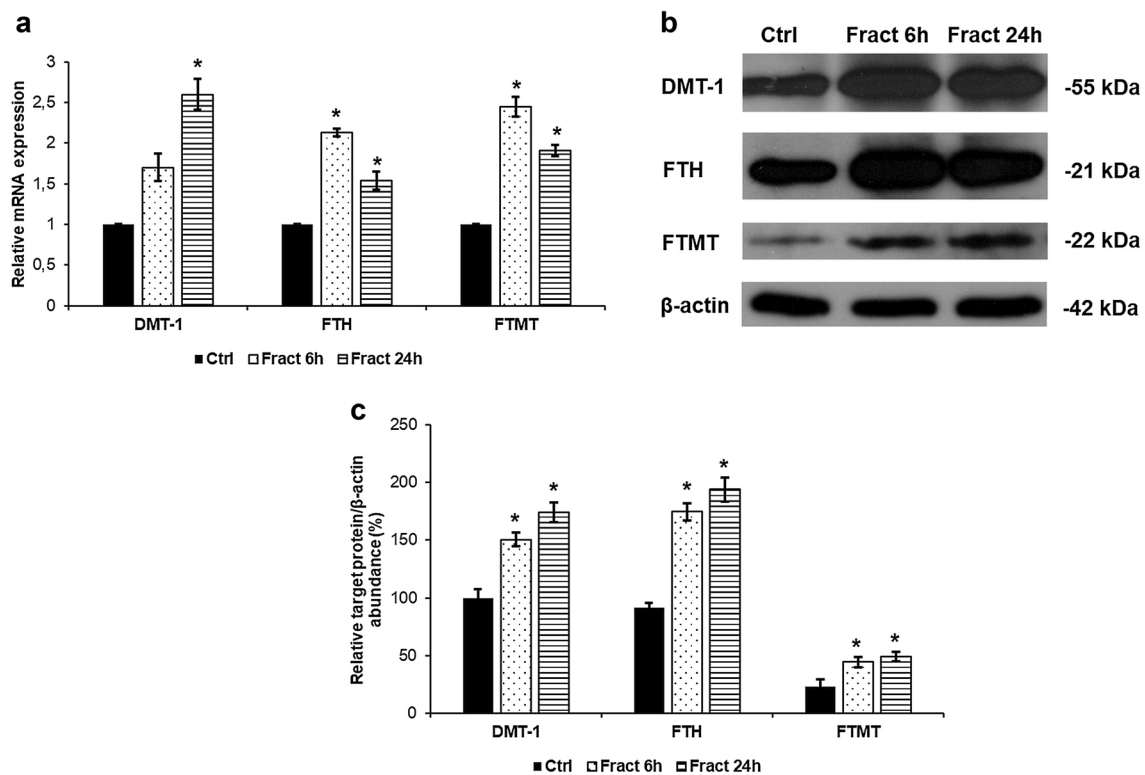 a
Relative mRNA expression
3
2,5
2
1,5
1
0,5
0
*
*
*
*
*
DMT-1 FTH FTMT
Ctrl Fract 6h Fract 24h
b
Ctrl Fract 6h Fract 24h
DMT-1 -55 kDa
FTH -21 kDa
FTMT -22 kDa
β-actin -42 kDa
c
Relative target protein/β-actin
abundance (%)
250
200
150
100
50
0
*
*
*
*
*
*
DMT-1 FTH FTMT
Ctrl Fract 6h Fract 24h